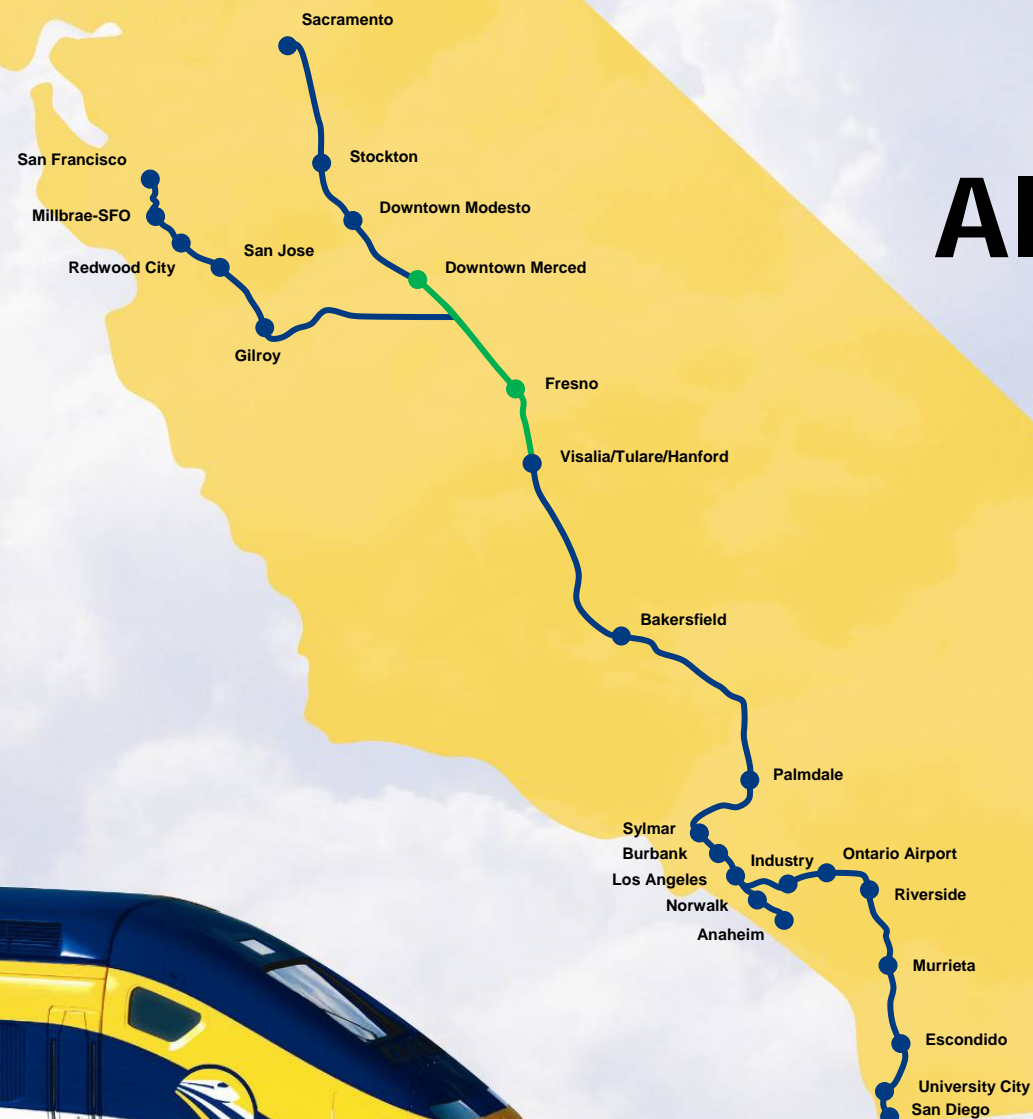 Sacramento
Stockton
San Francisco
Downtown Modesto
Millbrae-SFO
San Jose
Redwood City
Downtown Merced
Gilroy
Fresno
Visalia/Tulare/Hanford
Bakersfield
Palmdale
Sylmar
Burbank
Industry
Ontario Airport
Los Angeles
Riverside
Norwalk
Anaheim
Murrieta
Escondido
University City
San Diego